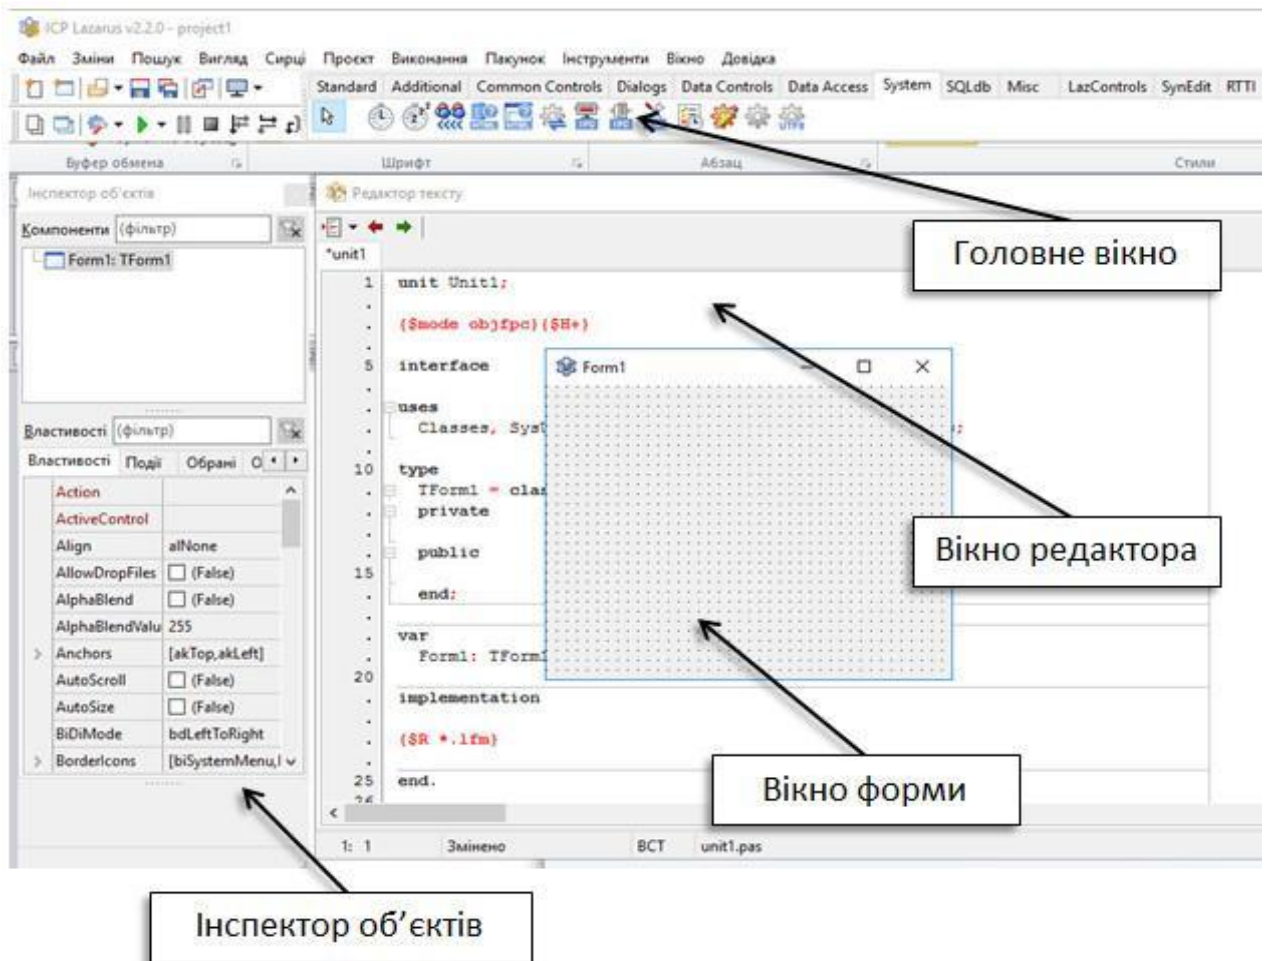 ІСР Lazarus v2.2.0 - project1
Файл Зміни Пошук Вигляд Сирці Проєкт Виконання Пакунок Інструменти Вікно Довідка
Standard Additional Common Controls Dialogs Data Controls Data Access System SQLdb Misc LazControls SynEdit RTTI
Буфер обмена Шрифт Абзац Стили
Інспектор об'єктів
Компоненти (фільтр)
Form1: TForm1
Властивості (фільтр)
Властивості Події Обрані О
Action
ActiveControl
Align alNone
AllowDropFiles (False)
AlphaBlend (False)
AlphaBlendValu 255
Anchors [akTop,akLeft]
AutoScroll (False)
AutoSize (False)
BiDiMode bdLeftToRight
BorderIcons [biSystemMenu,
Редактор тексту
*unit1
1 unit Unit1;
{$mode objfpc}{$H+}
5 interface
uses
Classes,
10 type
TForm1 = clas
private
public
15
end;
var
Form1:
20
implementation
{$R *.lfm}
25 end.
26
1: 1 Змінено ВСТ unit1.pas
Form1
Головне вікно
Вікно редактора
Вікно форми
Інспектор об’єктів